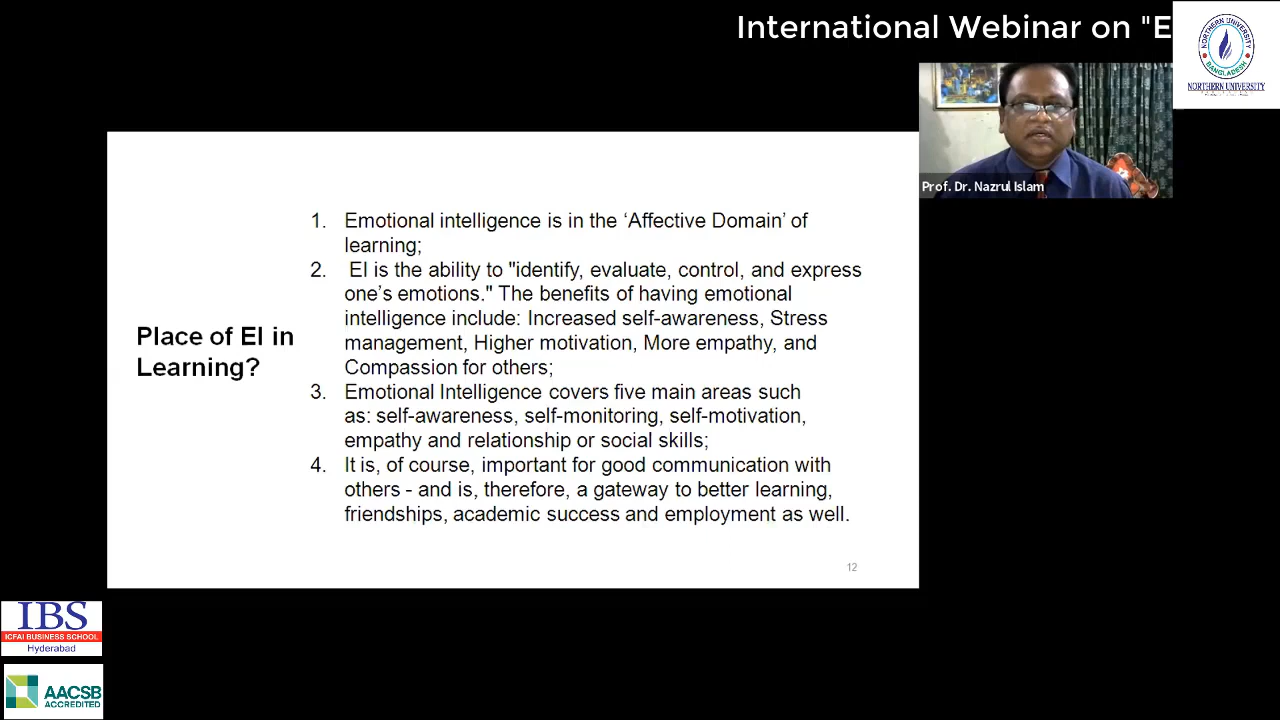 International Webinar on "E
NORTHERN UNIVERSITY
BANGLADESH
NORTHERN UNIVERSITY
Prof. Dr. Nazrul Islam
Place of EI in
Learning?
1. Emotional intelligence is in the ‘Affective Domain’ of
learning;
2. EI is the ability to "identify, evaluate, control, and express
one’s emotions." The benefits of having emotional
intelligence include: Increased self-awareness, Stress
management, Higher motivation, More empathy, and
Compassion for others;
3. Emotional Intelligence covers five main areas such
as: self-awareness, self-monitoring, self-motivation,
empathy and relationship or social skills;
4. It is, of course, important for good communication with
others - and is, therefore, a gateway to better learning,
friendships, academic success and employment as well.
12
IBS
ICFAI BUSINESS SCHOOL
Hyderabad
AACSB
ACCREDITED